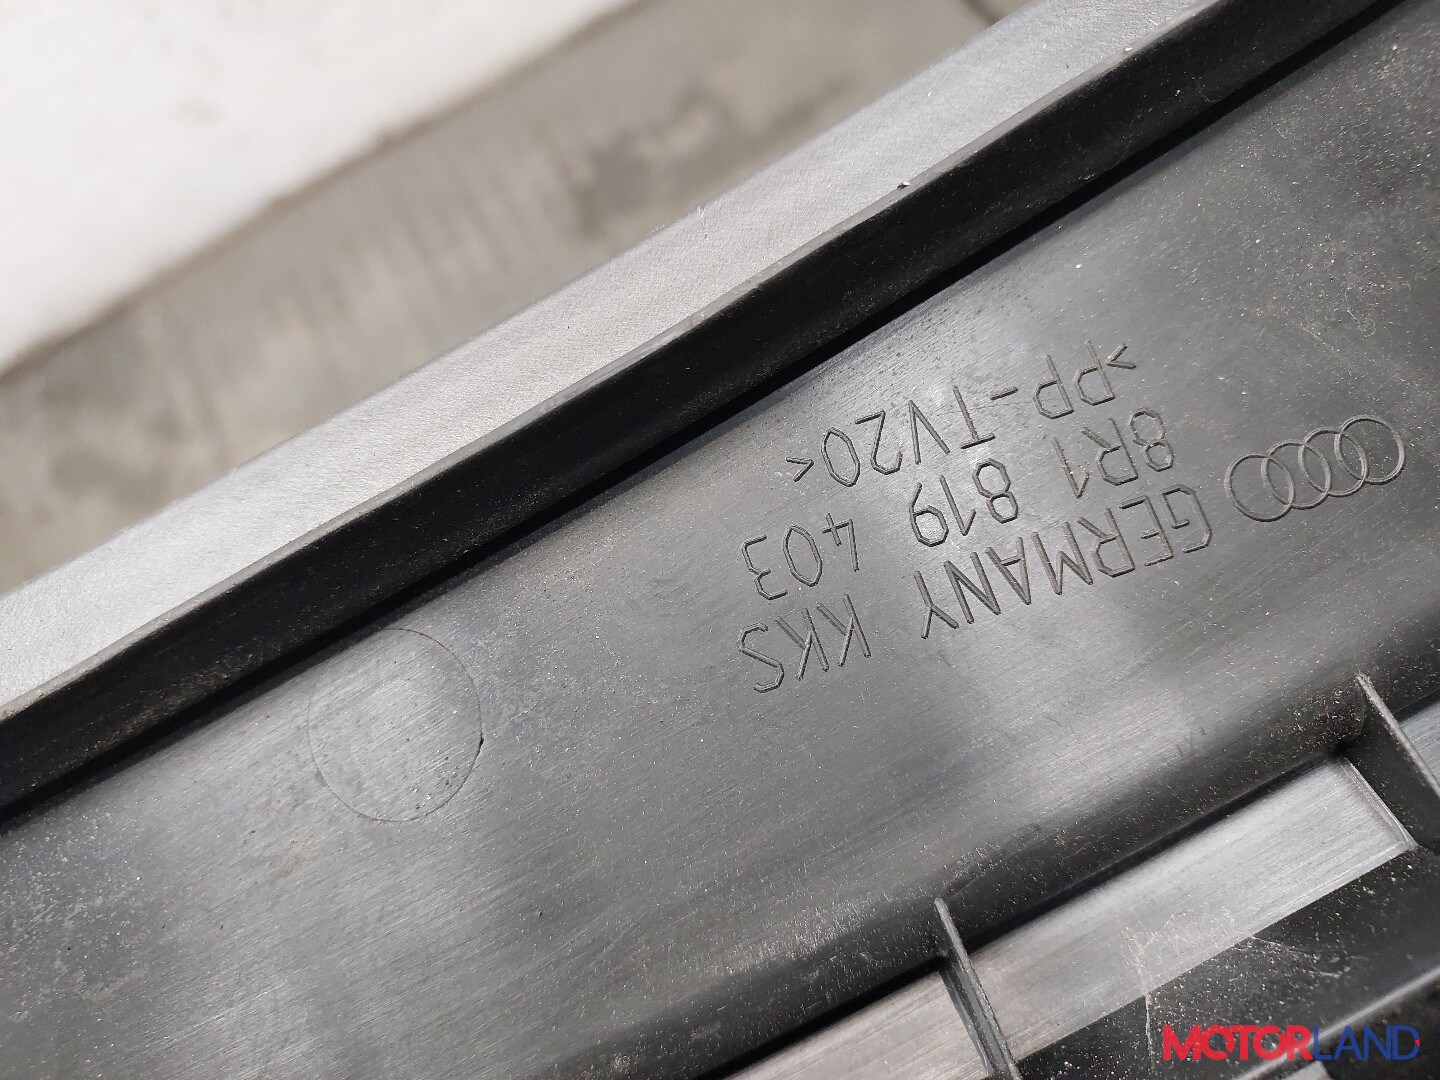 GERMANY KKS
8R1 819 403
>PP-TV20<
MOTORLAND